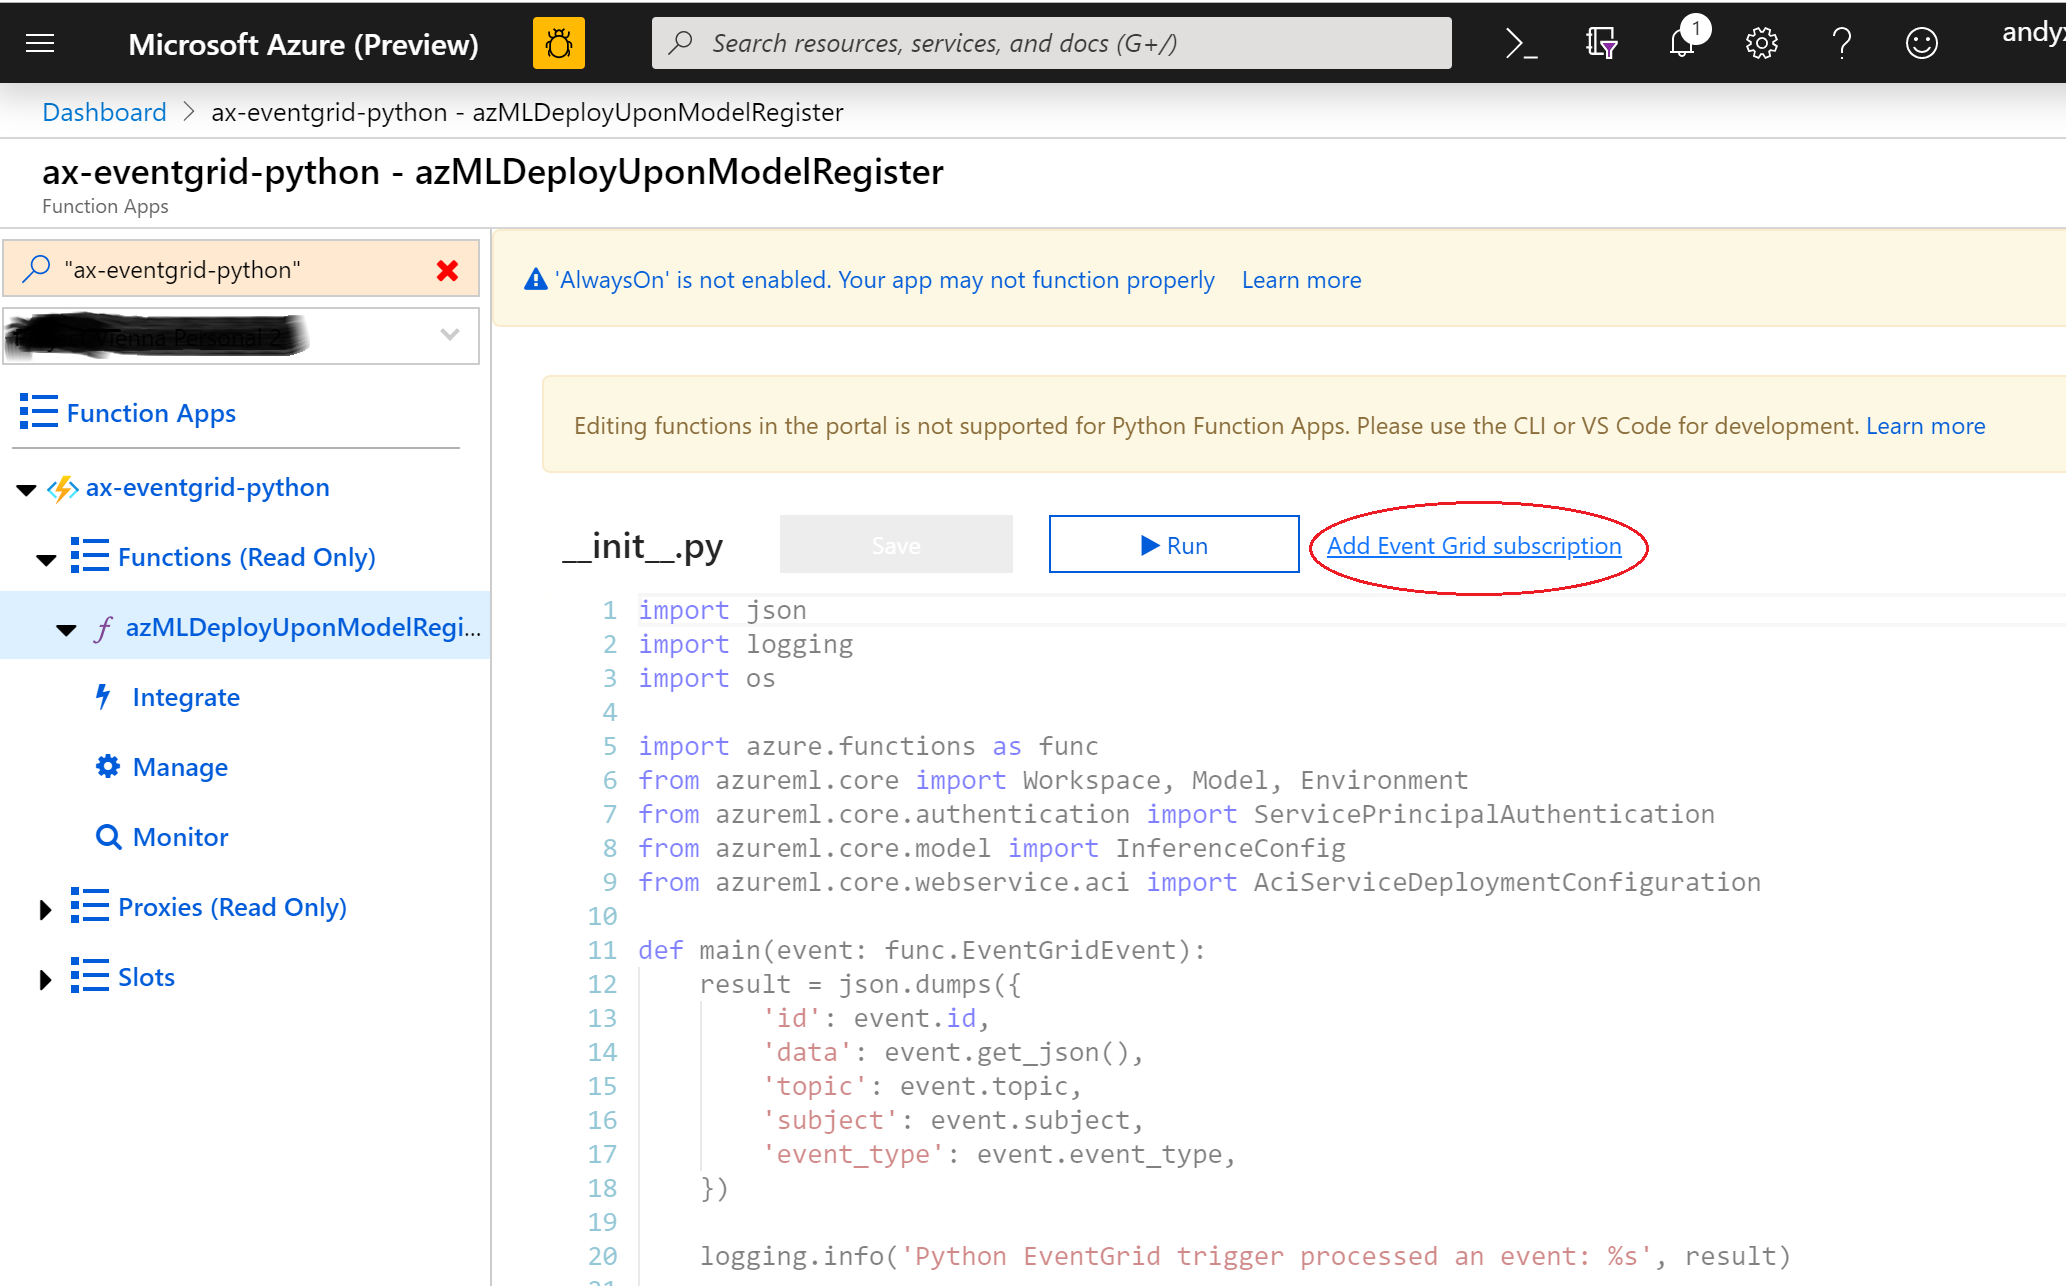 Microsoft Azure (Preview)
Search resources, services, and docs (G+/)
1
Dashboard > ax-eventgrid-python - azMLDeployUponModelRegister
ax-eventgrid-python - azMLDeployUponModelRegister
Function Apps
"ax-eventgrid-python"
Vienna Personal 2
Function Apps
ax-eventgrid-python
Functions (Read Only)
azMLDeployUponModelRegi...
Integrate
Manage
Monitor
Proxies (Read Only)
Slots
'AlwaysOn' is not enabled. Your app may not function properly Learn more
Editing functions in the portal is not supported for Python Function Apps. Please use the CLI or VS Code for development. Learn more
__init__.py Save Run Add Event Grid subscription
1 import json
2 import logging
3 import os
4
5 import azure.functions as func
6 from azureml.core import Workspace, Model, Environment
7 from azureml.core.authentication import ServicePrincipalAuthentication
8 from azureml.core.model import InferenceConfig
9 from azureml.core.webservice.aci import AciServiceDeploymentConfiguration
10
11 def main(event: func.EventGridEvent):
12 result = json.dumps({
13 'id': event.id,
14 'data': event.get_json(),
15 'topic': event.topic,
16 'subject': event.subject,
17 'event_type': event.event_type,
18 })
19
20 logging.info('Python EventGrid trigger processed an event: %s', result)